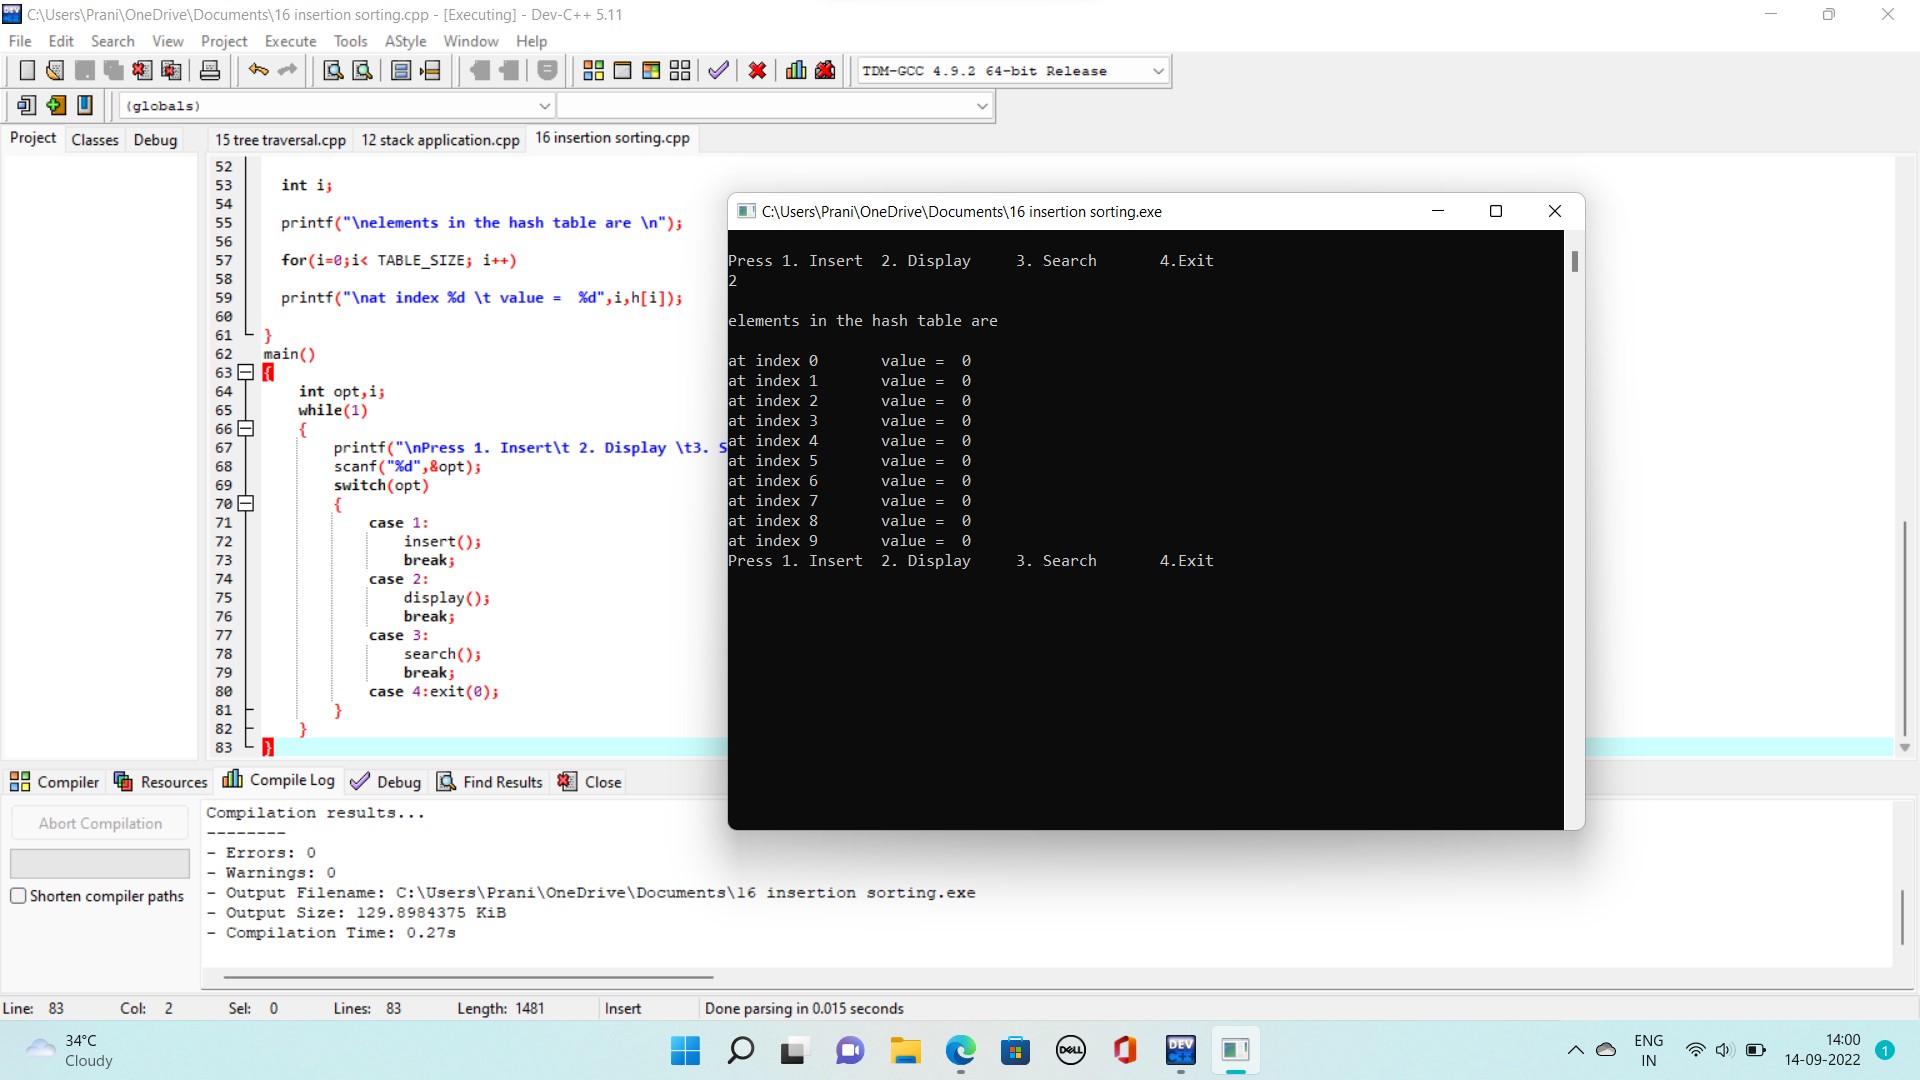 C:\Users\Prani\OneDrive\Documents\16 insertion sorting.cpp - [Executing] - Dev-C++ 5.11
File Edit Search View Project Execute Tools AStyle Window Help
TDM-GCC 4.9.2 64-bit Release
(globals)
Project Classes Debug
15 tree traversal.cpp 12 stack application.cpp 16 insertion sorting.cpp
52
53 int i;
54
55 printf("\nelements in the hash table are \n");
56
57 for(i=0;i< TABLE_SIZE; i++)
58
59 printf("\nat index %d \t value =  %d",i,h[i]);
60
61 }
62 main()
63 {
64 int opt,i;
65 while(1)
66 {
67 printf("\nPress 1. Insert\t 2. Display \t3. S
68 scanf("%d",&opt);
69 switch(opt)
70 {
71 case 1:
72 insert();
73 break;
74 case 2:
75 display();
76 break;
77 case 3:
78 search();
79 break;
80 case 4:exit(0);
81 }
82 }
83 }
C:\Users\Prani\OneDrive\Documents\16 insertion sorting.exe
Press 1. Insert  2. Display     3. Search       4.Exit
2
elements in the hash table are
at index 0       value =  0
at index 1       value =  0
at index 2       value =  0
at index 3       value =  0
at index 4       value =  0
at index 5       value =  0
at index 6       value =  0
at index 7       value =  0
at index 8       value =  0
at index 9       value =  0
Press 1. Insert  2. Display     3. Search       4.Exit
Compiler Resources Compile Log Debug Find Results Close
Abort Compilation
Shorten compiler paths
Compilation results...
--------
- Errors: 0
- Warnings: 0
- Output Filename: C:\Users\Prani\OneDrive\Documents\16 insertion sorting.exe
- Output Size: 129.8984375 KiB
- Compilation Time: 0.27s
Line: 83 Col: 2 Sel: 0 Lines: 83 Length: 1481 Insert Done parsing in 0.015 seconds
34°C
Cloudy
DELL
DEV
C++
ENG
IN
14:00
14-09-2022
1